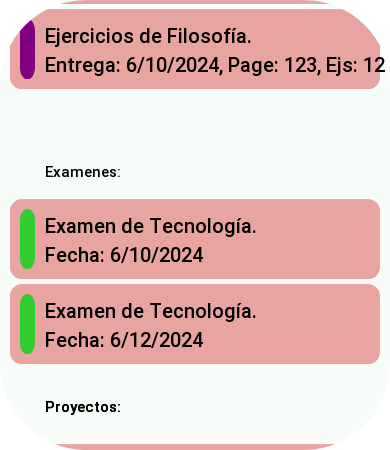 Ejercicios de Filosofía.
Entrega: 6/10/2024, Page: 123, Ejs: 12
Examenes:
Examen de Tecnología.
Fecha: 6/10/2024
Examen de Tecnología.
Fecha: 6/12/2024
Proyectos: